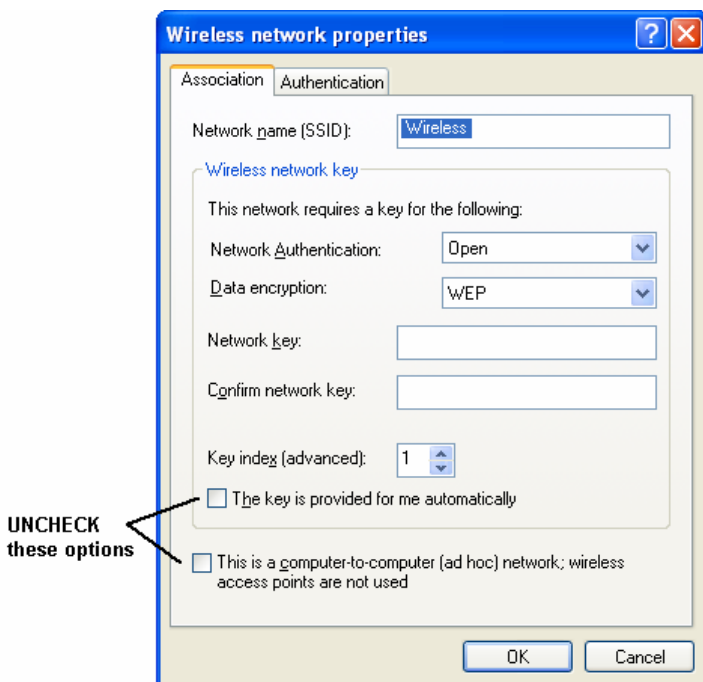 Wireless network properties
Association Authentication
Network name (SSID): Wireless
Wireless network key
This network requires a key for the following:
Network Authentication: Open
Data encryption: WEP
Network key:
Confirm network key:
Key index (advanced): 1
The key is provided for me automatically
UNCHECK
these options
This is a computer-to-computer (ad hoc) network; wireless
access points are not used
OK Cancel